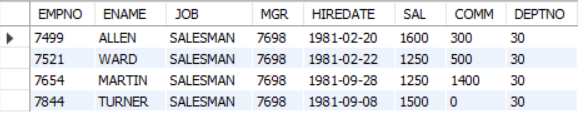 EMPNO ENAME JOB MGR HIREDATE SAL COMM DEPTNO
7499 ALLEN SALESMAN 7698 1981-02-20 1600 300 30
7521 WARD SALESMAN 7698 1981-02-22 1250 500 30
7654 MARTIN SALESMAN 7698 1981-09-28 1250 1400 30
7844 TURNER SALESMAN 7698 1981-09-08 1500 0 30